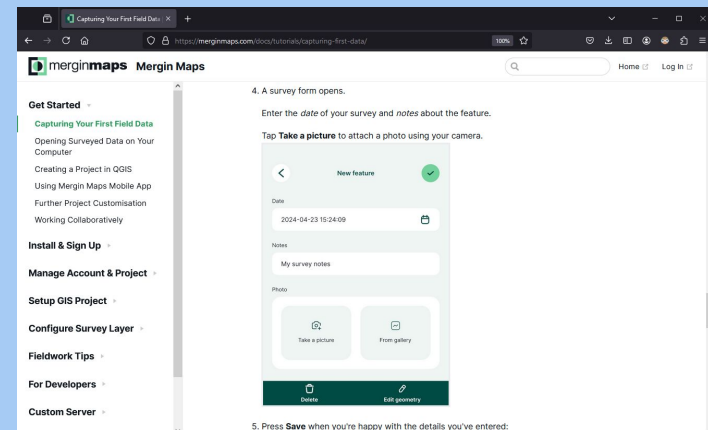 Capturing Your First Field Data
https://merginmaps.com/docs/tutorials/capturing-first-data/
100%
merginmaps Mergin Maps
Home
Log In
Get Started
Capturing Your First Field Data
Opening Surveyed Data on Your
Computer
Creating a Project in QGIS
Using Mergin Maps Mobile App
Further Project Customisation
Working Collaboratively
Install & Sign Up
Manage Account & Project
Setup GIS Project
Configure Survey Layer
Fieldwork Tips
For Developers
Custom Server
4. A survey form opens.
Enter the date of your survey and notes about the feature.
Tap Take a picture to attach a photo using your camera.
New feature
Date
2024-04-23 15:24:09
Notes
My survey notes
Photo
Take a picture
From gallery
Delete
Edit geometry
5. Press Save when you're happy with the details you've entered: